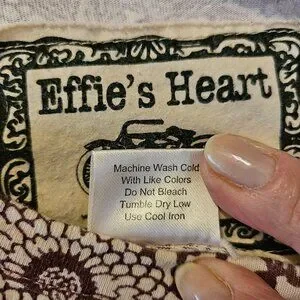 Effie's Heart
Machine Wash Cold
With Like Colors
Do Not Bleach
Tumble Dry Low
Use Cool Iron